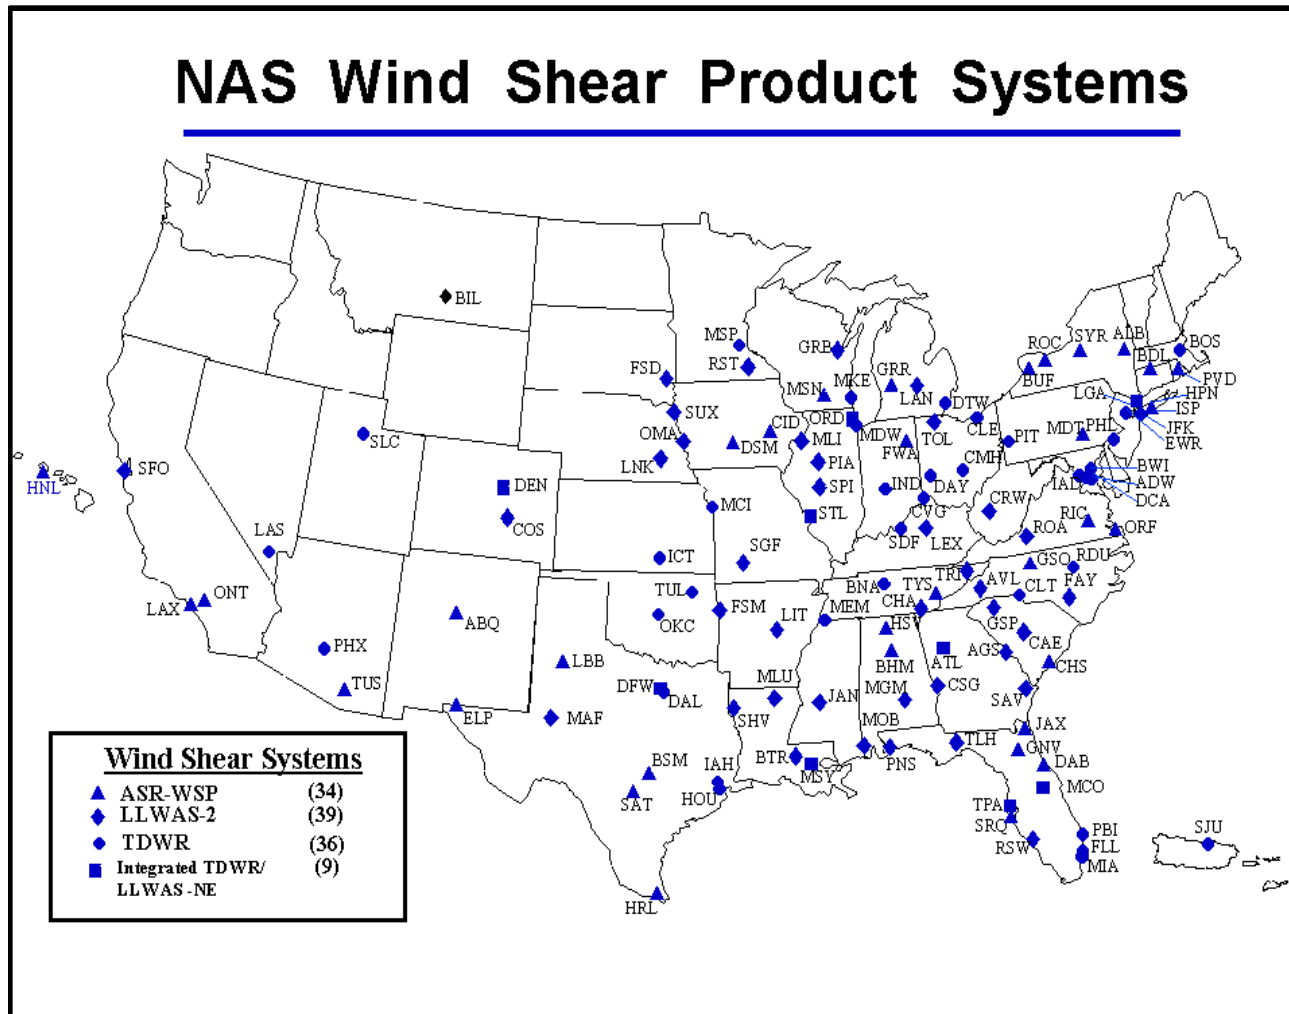 NAS Wind Shear Product Systems
BIL
MSP
RST
GRB
ROC
SYR
ALB
BOS
BUF
BDL
PVD
FSD
MSN
MKE
GRR
LAN
DTW
LGA
HPN
ISP
JFK
EWR
SUX
CID
ORD
MDW
TOL
CLE
PIT
MDT
PHL
OMA
DSM
MLI
FWA
CMH
BWI
ADW
DCA
IAD
SLC
SFO
HNL
LNK
PIA
SPI
IND
DAY
DEN
COS
MCI
STL
CVG
CRW
RIC
ORF
ROA
LAS
ICT
SGF
SDF
LEX
GSO
RDU
TRI
LAX
ONT
TUL
OKC
FSM
LIT
BNA
MEM
TYS
CHA
AVL
CLT
FAY
GSP
ABQ
HSV
BHM
ATL
AGS
CAE
CHS
PHX
TUS
LBB
DFW
DAL
MLU
JAN
MGM
CSG
SAV
ELP
MAF
SHV
MOB
PNS
TLH
JAX
GNV
DAB
BSM
SAT
IAH
HOU
BTR
MSY
MCO
TPA
SRQ
RSW
PBI
FLL
MIA
SJU
HRL
Wind Shear Systems
ASR-WSP (34)
LLWAS-2 (39)
TDWR (36)
Integrated TDWR/ (9)
LLWAS-NE